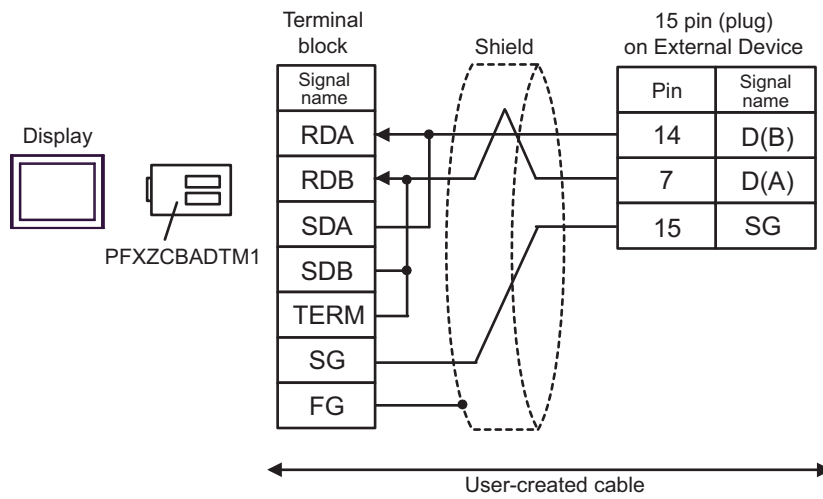 Terminal
block
Shield
15 pin (plug)
on External Device
Display
PFXZCBADTM1
Signal
name
RDA
RDB
SDA
SDB
TERM
SG
FG
Pin
Signal
name
14
D(B)
7
D(A)
15
SG
User-created cable